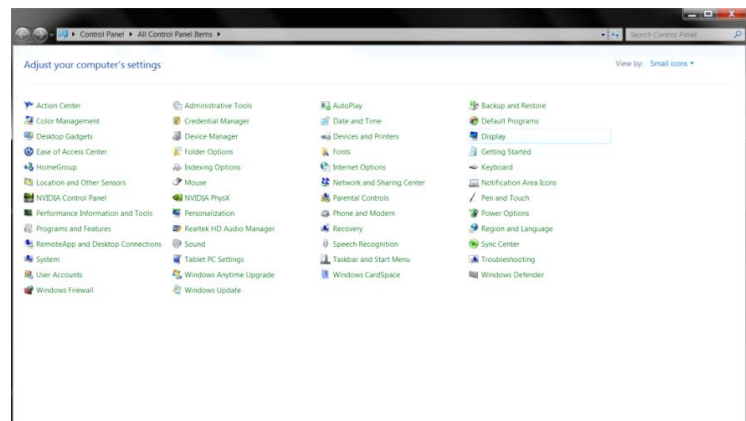 Control Panel All Control Panel Items Search Control Panel
Adjust your computer's settings View by: Small icons
Action Center Administrative Tools AutoPlay Backup and Restore
Color Management Credential Manager Date and Time Default Programs
Desktop Gadgets Device Manager Devices and Printers Display
Ease of Access Center Folder Options Fonts Getting Started
HomeGroup Indexing Options Internet Options Keyboard
Location and Other Sensors Mouse Network and Sharing Center Notification Area Icons
NVIDIA Control Panel NVIDIA PhysX Parental Controls Pen and Touch
Performance Information and Tools Personalization Phone and Modem Power Options
Programs and Features Realtek HD Audio Manager Recovery Region and Language
RemoteApp and Desktop Connections Sound Speech Recognition Sync Center
System Tablet PC Settings Taskbar and Start Menu Troubleshooting
User Accounts Windows Anytime Upgrade Windows CardSpace Windows Defender
Windows Firewall Windows Update